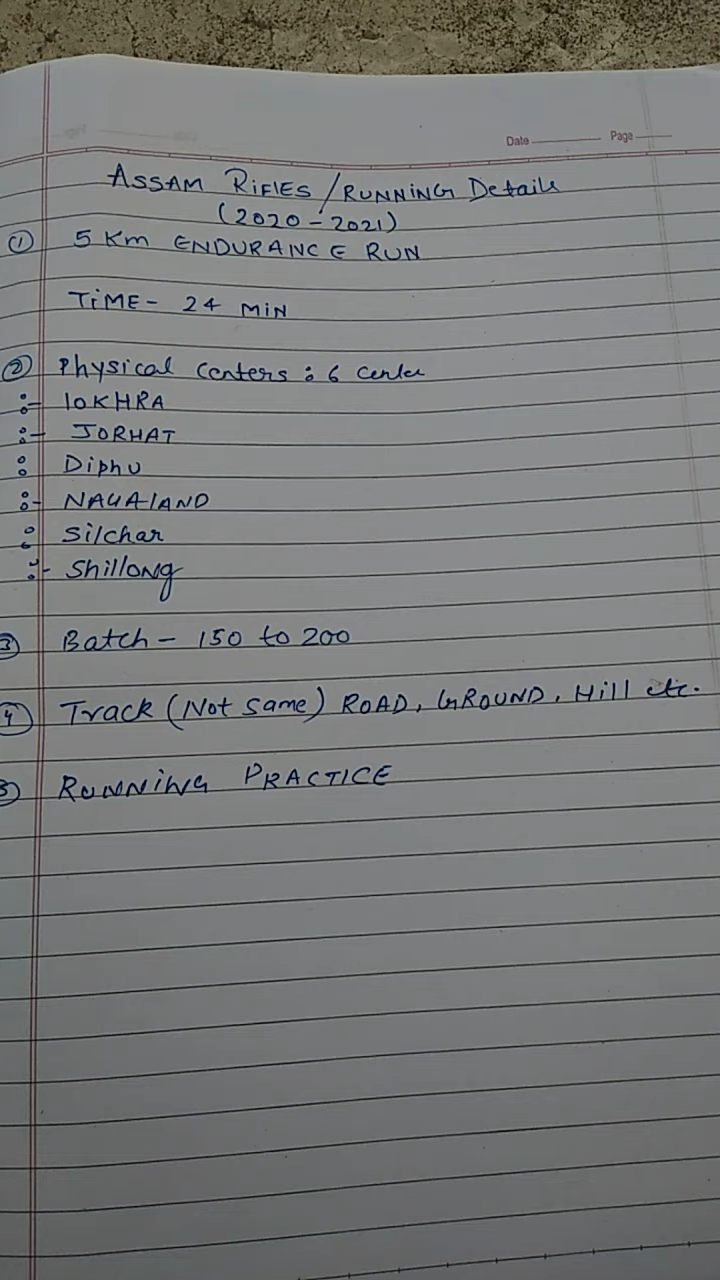 Date Page
ASSAM RIFLES / RUNNING Details
(2020-2021)
① 5 Km ENDURANCE RUN
TiME- 24 MIN
② Physical Centers : 6 Center
:- lOKHRA
:- JORHAT
: Diphu
:- NAGAlAND
: Silchar
:- Shillong
3 Batch - 150 to 200
4 Track (Not Same) ROAD, GROUND, Hill etc.
5 RUNNiNG PRACTICE